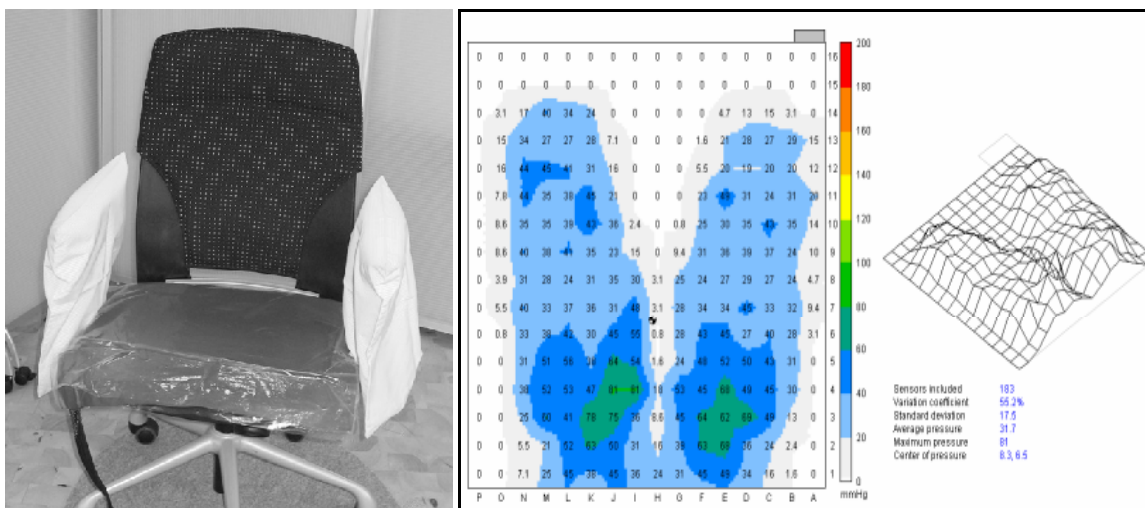 0 0 0 0 0 0 0 0 0 0 0 0 0 0 0 0 16
0 0 0 0 0 0 0 0 0 0 0 0 0 0 0 0 15
0 3.1 17 40 34 24 0 0 0 0 4.7 13 15 3.1 0 14
0 15 34 27 27 28 7.1 0 0 0 1.6 28 27 29 15 13
0 16 44 45 41 31 16 0 0 0 5.5 20 19 20 20 12 12
0 7.8 44 35 38 45 21 0 0 0 23 31 24 31 11
0 8.6 35 35 39 43 36 2.4 0 0.8 25 30 35 43 35 14 10
0 8.6 40 38 41 35 23 15 0 9.4 31 36 39 37 24 10 9
0 3.9 31 28 24 31 35 30 3.1 25 24 27 29 27 24 4.7 8
0 5.5 40 33 37 36 31 48 3.1 28 34 34 45 33 32 9.4 7
0 0.8 33 39 42 30 45 55 0.8 28 43 45 27 40 28 3.1 6
0 0 31 51 56 64 54 1.6 24 48 52 50 43 31 0 5
0 0 52 53 47 81 81 18 53 45 68 49 45 30 0 4
0 0 25 60 41 78 75 36 8.6 45 64 62 49 13 0 3
0 0 5.5 21 52 63 50 31 16 63 68 36 24 2.4 0 2
0 0 7.1 25 45 38 45 36 24 31 45 49 34 16 1.6 0 1
P O N M L K J I H G F E D C B A
200
180
160
140
120
100
80
60
40
20
0
mmHg
Sensors included 183
Variation coefficient 55.2%
Standard deviation 17.5
Average pressure 31.7
Maximum pressure 81
Center of pressure 8.3, 6.5